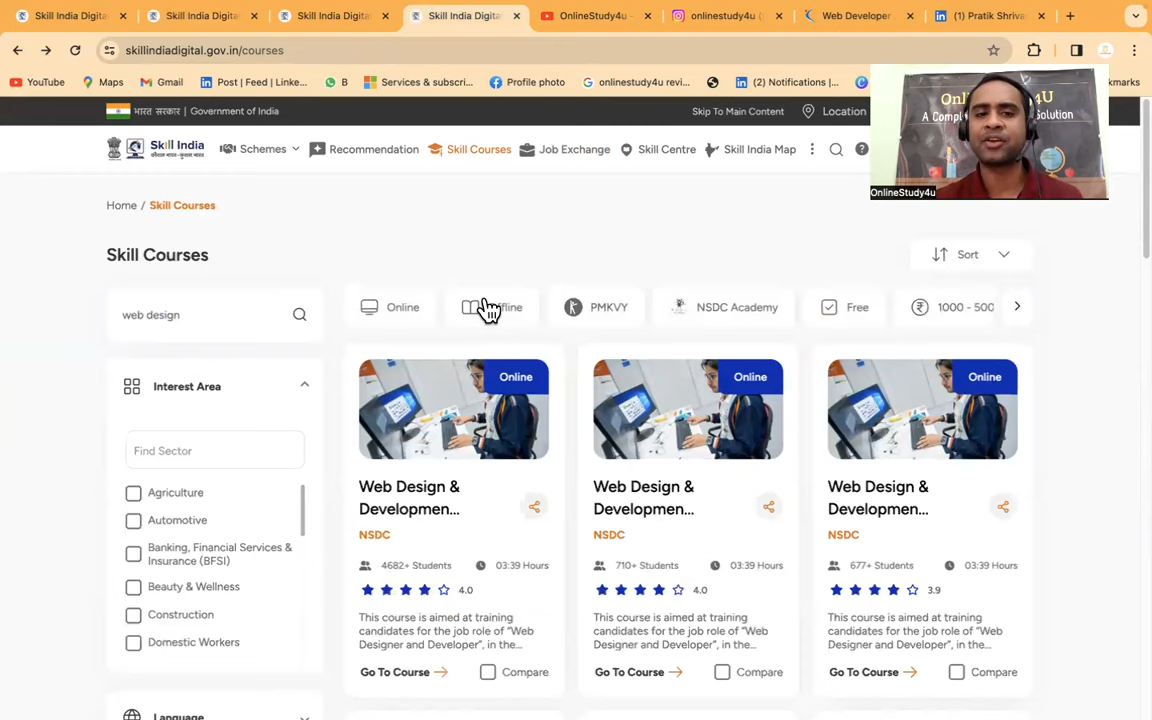 Skill India Digita
Skill India Digita
Skill India Digita
Skill India Digita
OnlineStudy4u -
onlinestudy4u (
Web Developer
(1) Pratik Shriva
skillindiadigital.gov.in/courses
YouTube
Maps
Gmail
Post | Feed | Linke...
B
Services & subscri...
Profile photo
onlinestudy4u revi...
(2) Notifications |...
भारत सरकार | Government of India
Skip To Main Content
Location
Skill India
कौशल भारत-कुशल भारत
Schemes
Recommendation
Skill Courses
Job Exchange
Skill Centre
Skill India Map
A Comple
Solution
OnlineStudy4u
Home / Skill Courses
Skill Courses
Sort
web design
Online
PMKVY
NSDC Academy
Free
1000 - 500
Interest Area
Find Sector
Agriculture
Automotive
Banking, Financial Services &
Insurance (BFSI)
Beauty & Wellness
Construction
Domestic Workers
Language
Online
Web Design &
Developmen...
NSDC
4682+ Students
03:39 Hours
4.0
This course is aimed at training
candidates for the job role of “Web
Designer and Developer”, in the...
Go To Course
Compare
Online
Web Design &
Developmen...
NSDC
710+ Students
03:39 Hours
4.0
This course is aimed at training
candidates for the job role of “Web
Designer and Developer”, in the...
Go To Course
Compare
Online
Web Design &
Developmen...
NSDC
677+ Students
03:39 Hours
3.9
This course is aimed at training
candidates for the job role of “Web
Designer and Developer”, in the...
Go To Course
Compare